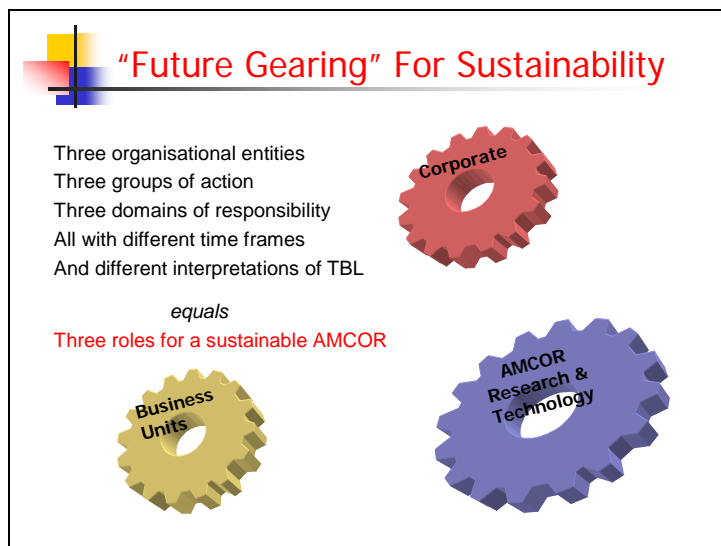 “Future Gearing” For Sustainability
Three organisational entities
Three groups of action
Three domains of responsibility
All with different time frames
And different interpretations of TBL
equals
Three roles for a sustainable AMCOR
Corporate
Business
Units
AMCOR
Research &
Technology